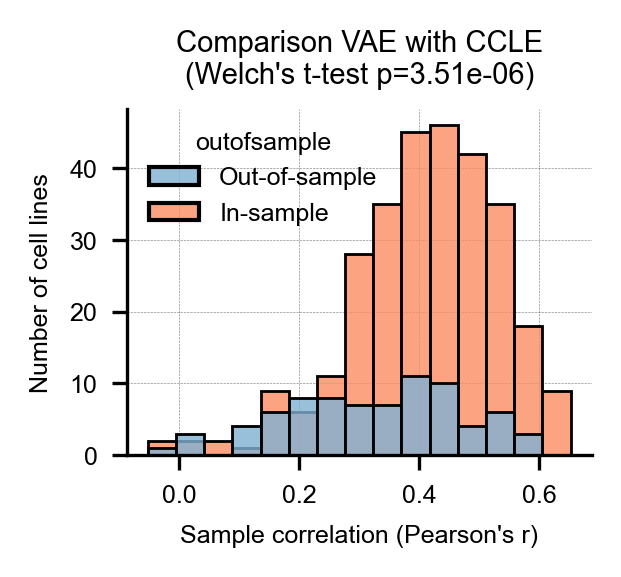 Comparison VAE with CCLE
(Welch's t-test p=3.51e-06)
outofsample
Out-of-sample
In-sample
Number of cell lines
40
30
20
10
0
0.0 0.2 0.4 0.6
Sample correlation (Pearson's r)